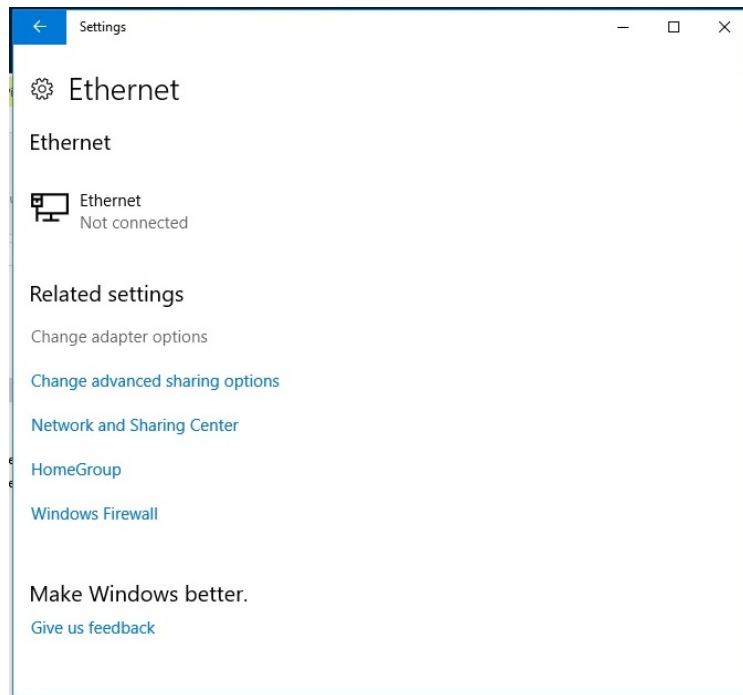 Settings
Ethernet
Ethernet
Ethernet
Not connected
Related settings
Change adapter options
Change advanced sharing options
Network and Sharing Center
HomeGroup
Windows Firewall
Make Windows better.
Give us feedback